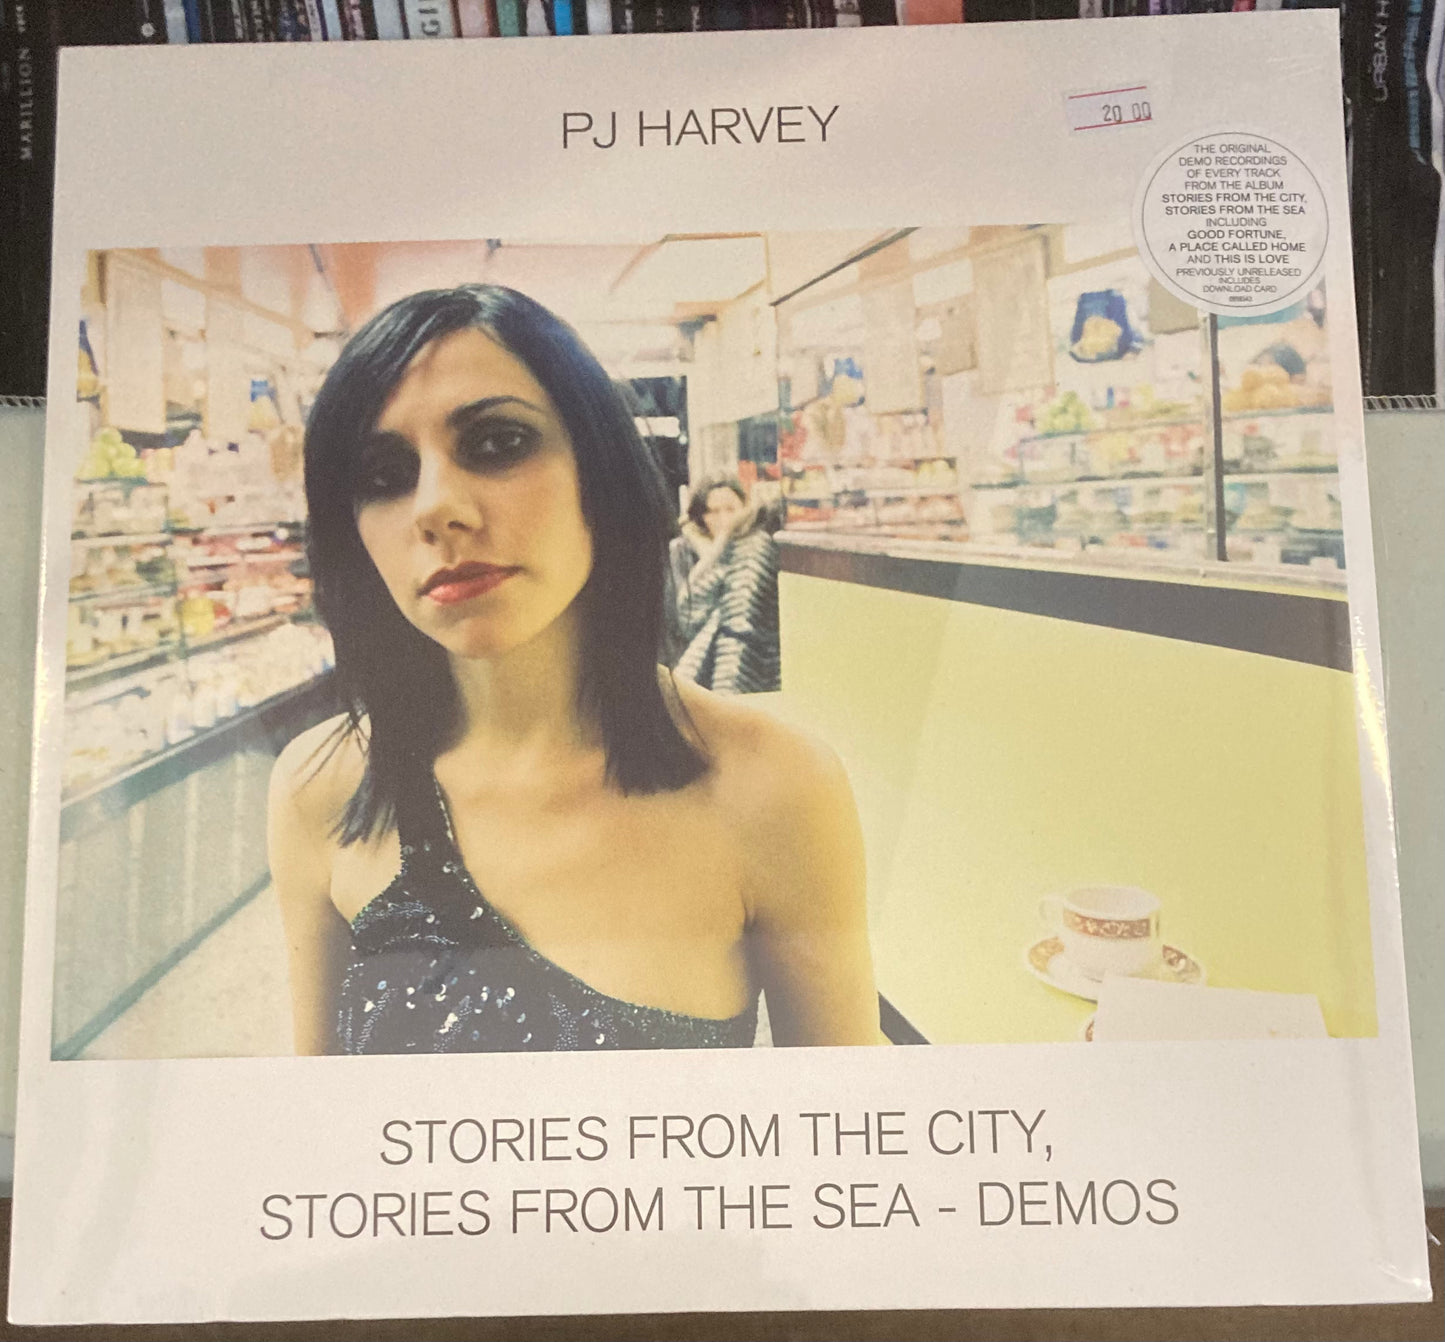 MARILLION
GI
URBAN H
PJ HARVEY
20 00
THE ORIGINAL
DEMO RECORDINGS
OF EVERY TRACK
FROM THE ALBUM
STORIES FROM THE CITY,
STORIES FROM THE SEA
INCLUDING
GOOD FORTUNE,
A PLACE CALLED HOME
AND THIS IS LOVE
PREVIOUSLY UNRELEASED
INCLUDES
DOWNLOAD CARD
STORIES FROM THE CITY,
STORIES FROM THE SEA - DEMOS